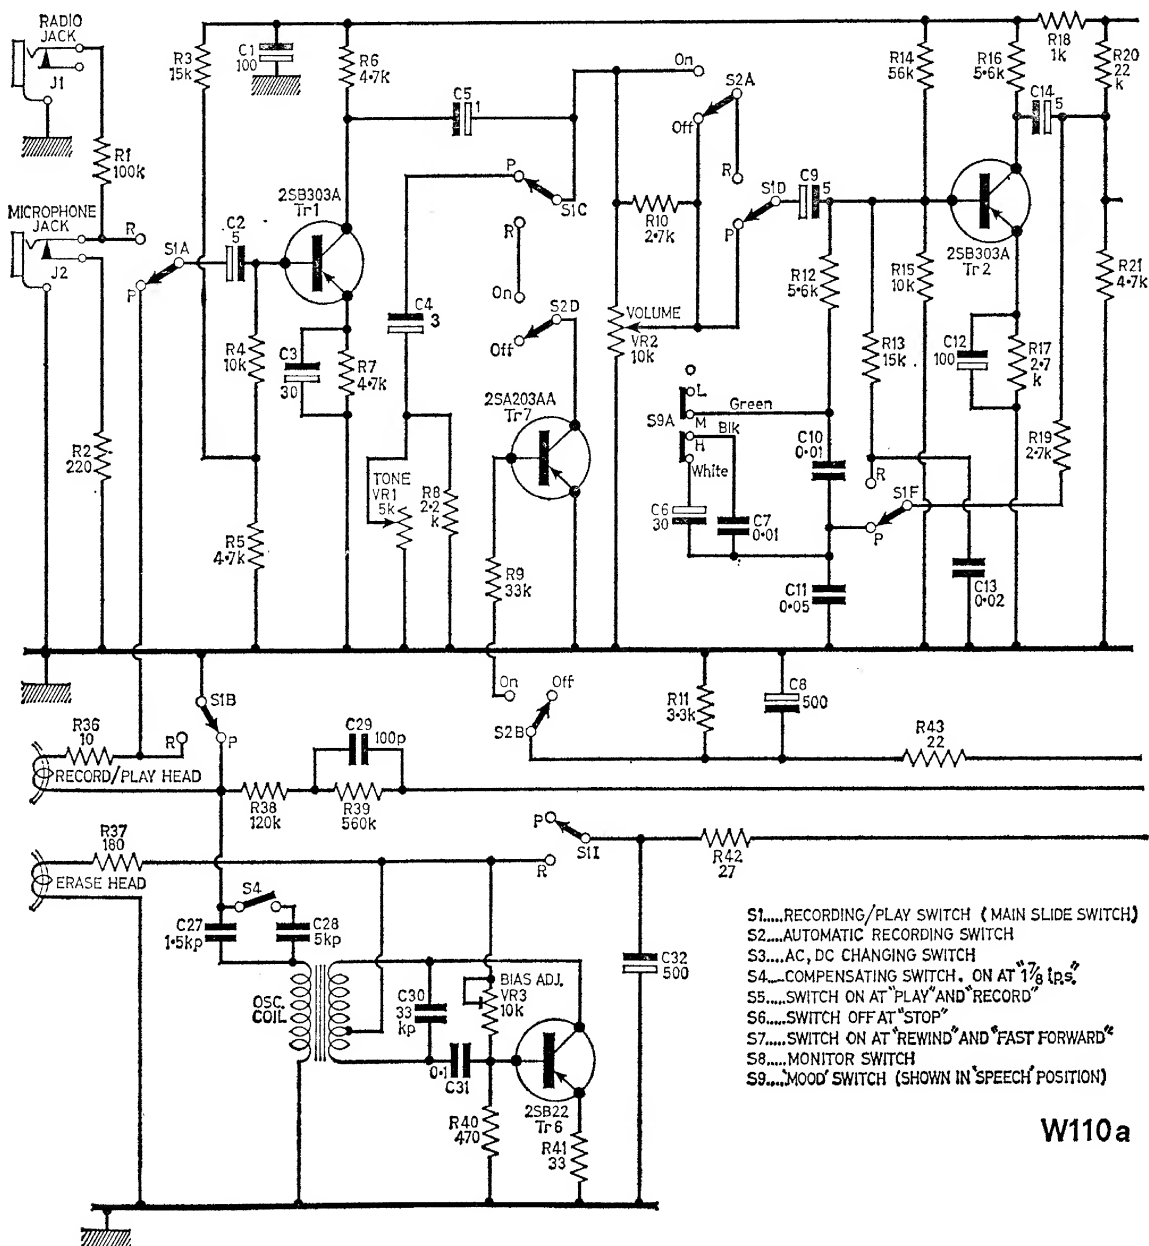 RADIO
JACK
J1
R1
100k
MICROPHONE
JACK
J2
R
S1A
P
R2
220
R3
15k
C1
100
R6
4·7k
C5
1
2SB303A
Tr1
C2
5
R4
10k
C3
30
R7
4·7k
R5
4·7k
P
S1C
R
On
S2D
Off
C4
3
TONE
VR1
5k
R8
2·2
k
2SA203AA
Tr7
R9
33k
On
S2A
Off
R
S1D
P
R10
2·7k
VOLUME
VR2
10k
C9
5
R12
5·6k
L
M
S9A
H
Green
Blk
White
C6
30
C7
0·01
C10
0·01
C11
0·05
R13
15k
R14
56k
R15
10k
R
S1F
P
C13
0·02
R16
5·6k
C14
5
R18
1k
R20
22
k
2SB303A
Tr2
C12
100
R17
2·7
k
R19
2·7k
R21
4·7k
S1B
P
R
R36
10
RECORD/PLAY HEAD
On
Off
S2B
R11
3·3k
C8
500
R43
22
C29
100p
R38
120k
R39
560k
P
S1I
R
R42
27
R37
180
ERASE HEAD
S4
C27
1·5kp
C28
5kp
OSC.
COIL
C30
33
kp
BIAS ADJ.
VR3
10k
0·1
C31
2SB22
Tr6
R40
470
R41
33
C32
500
S1.....RECORDING/PLAY SWITCH (MAIN SLIDE SWITCH)
S2.....AUTOMATIC RECORDING SWITCH
S3.....AC, DC CHANGING SWITCH
S4.....COMPENSATING SWITCH. ON AT "1⅞ i.p.s."
S5.....SWITCH ON AT "PLAY" AND "RECORD"
S6.....SWITCH OFF AT "STOP"
S7.....SWITCH ON AT "REWIND" AND "FAST FORWARD"
S8.....MONITOR SWITCH
S9....'MOOD' SWITCH (SHOWN IN 'SPEECH' POSITION)
W110a